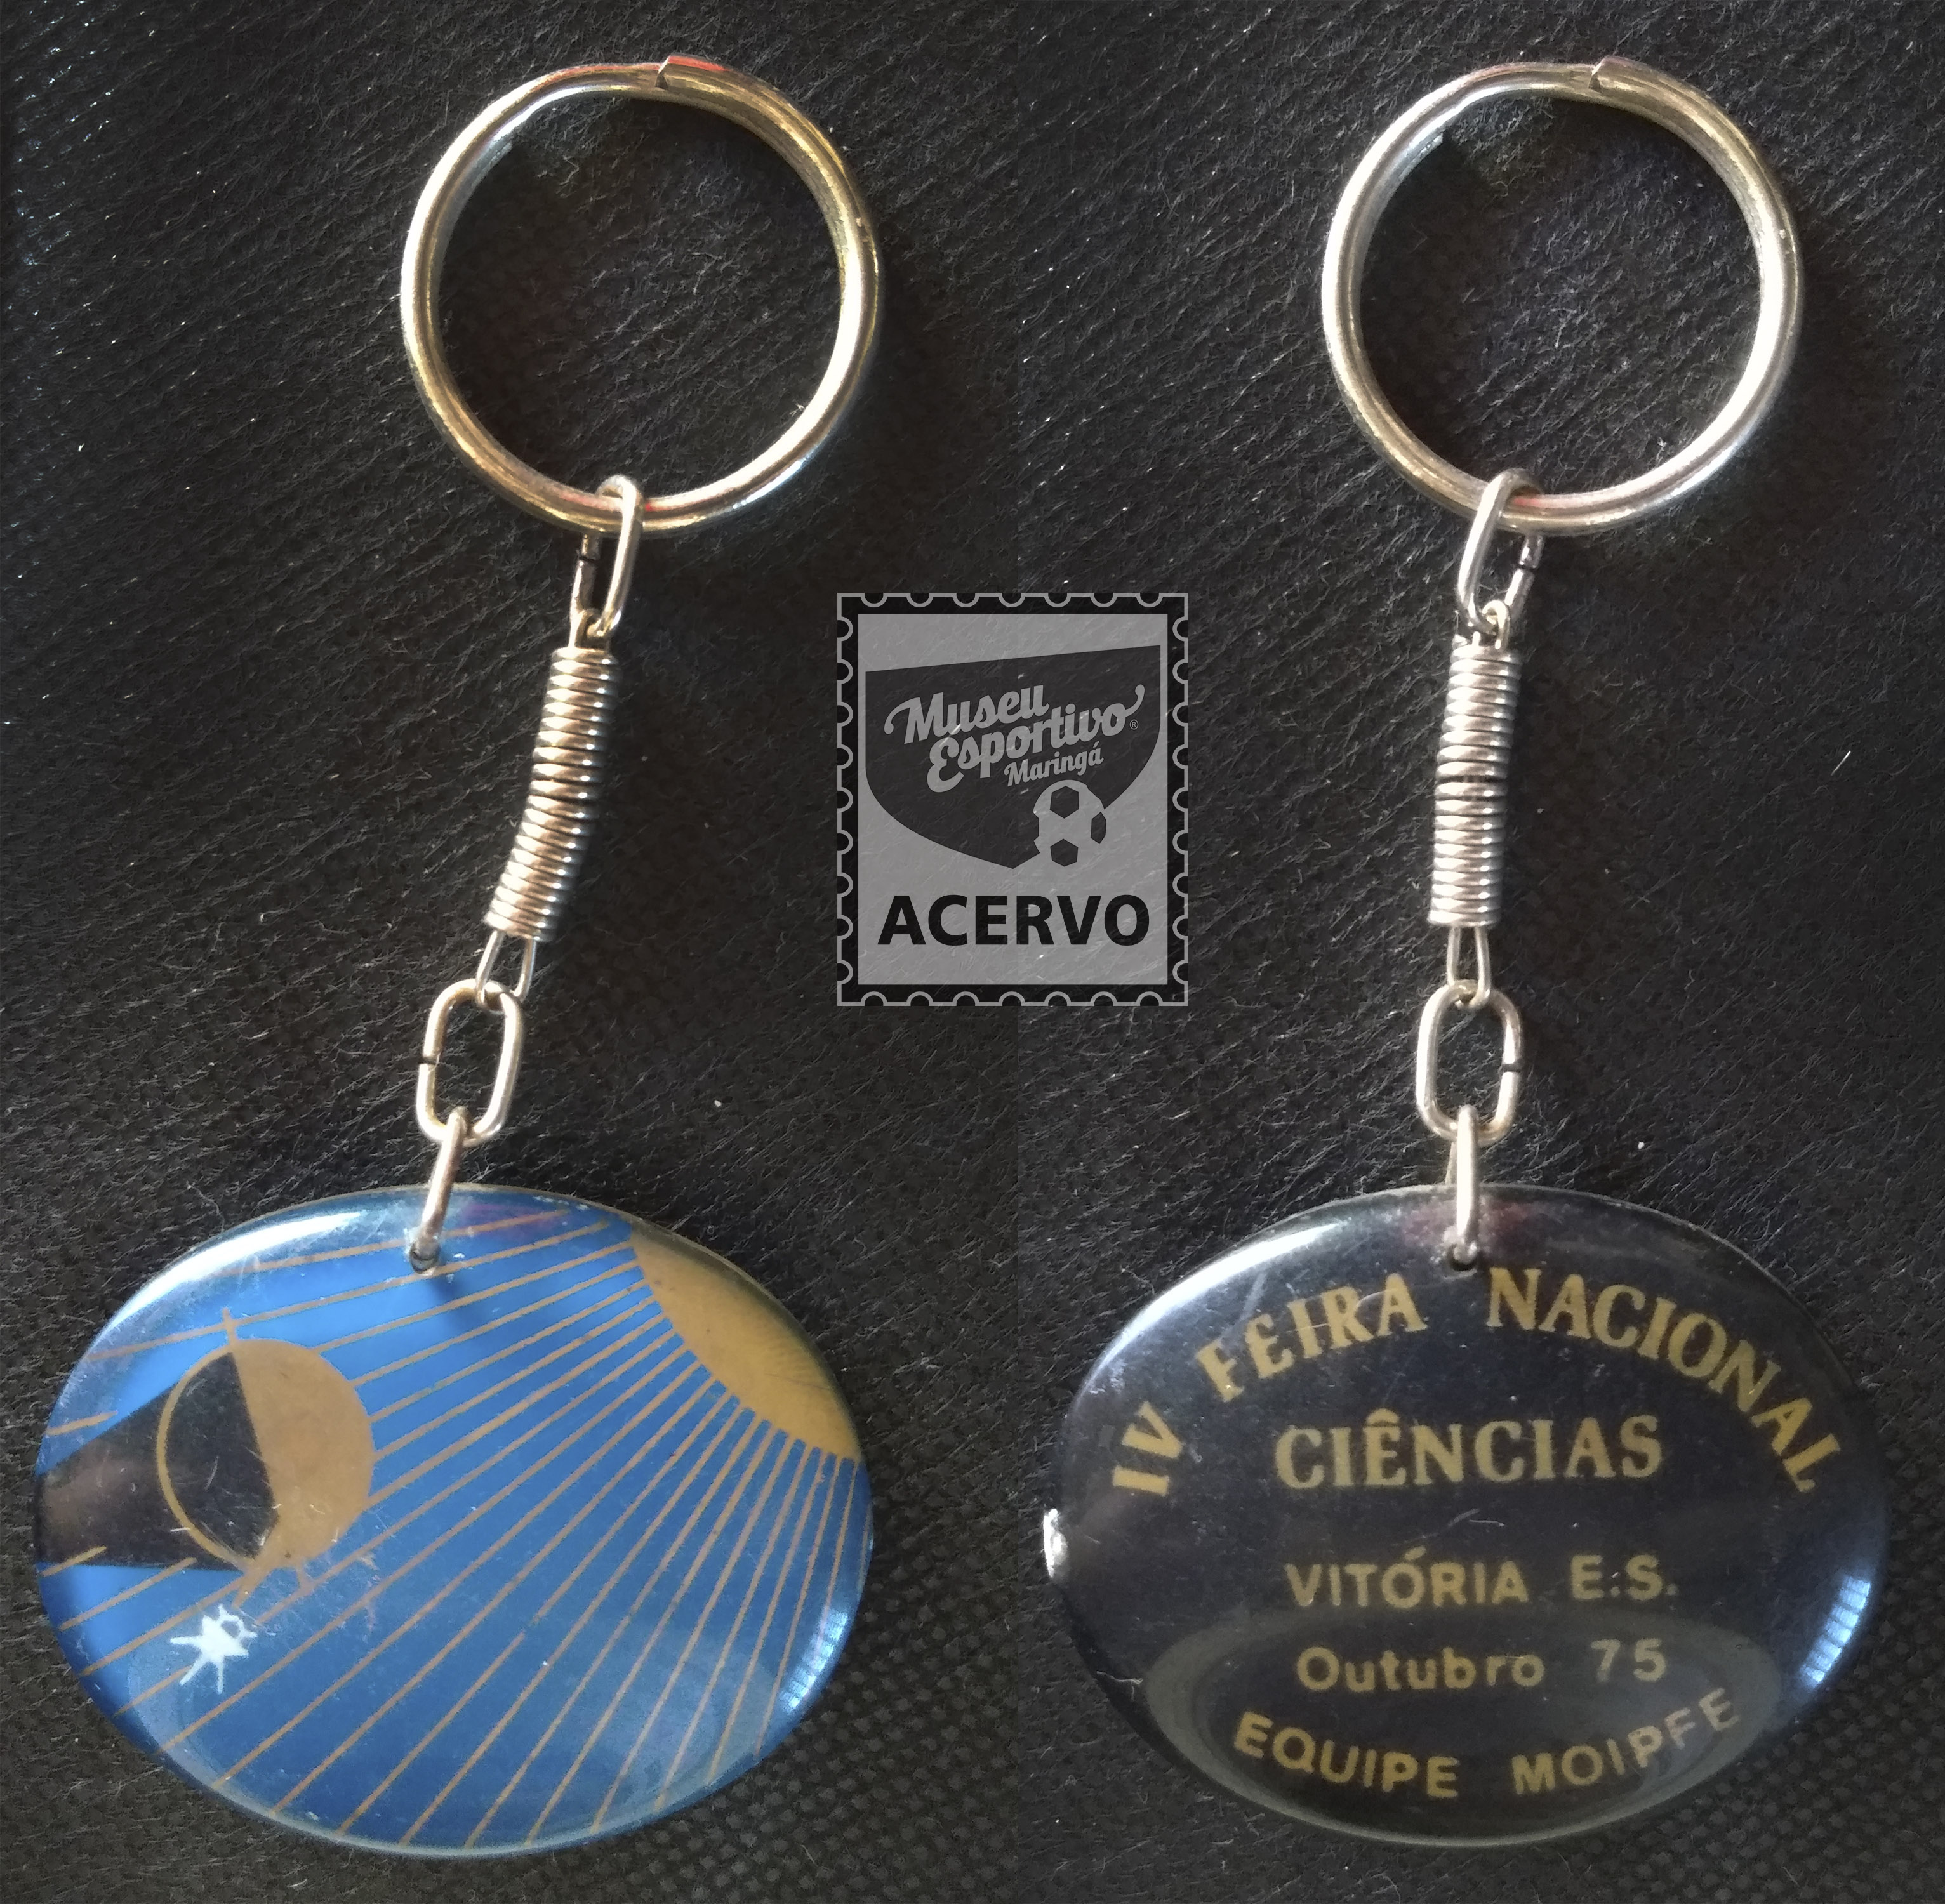 Museu
Esportivo®
Maringá
ACERVO
IV FEIRA NACIONAL
CIÊNCIAS
VITÓRIA E.S.
Outubro 75
EQUIPE MOIPFE